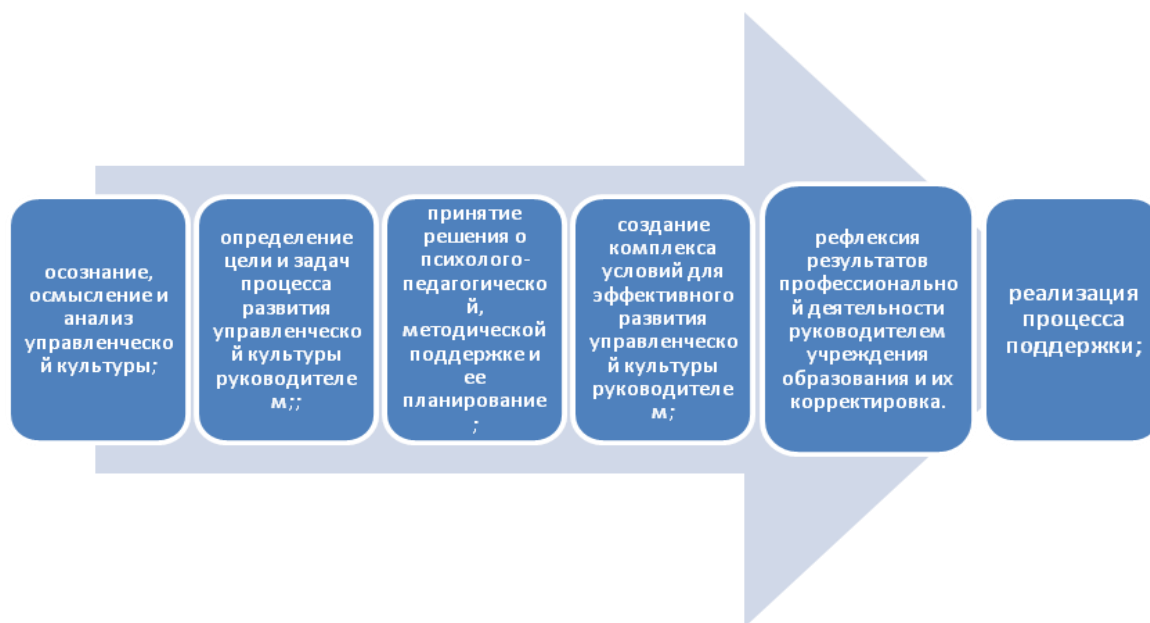 осознание,
осмысление и
анализ
управленческо
й культуры;
определение
цели и задач
процесса
развития
управленческо
й культуры
руководителе
м;;
принятие
решения о
психолого-
педагогическо
й,
методической
поддержке и ее
планирование
;
создание
комплекса
условий для
эффективного
развития
управленческо
й культуры
руководителе
м;
рефлексия
результатов
профессионально
й деятельности
руководителем
учреждения
образования и их
корректировка.
реализация
процесса
поддержки;